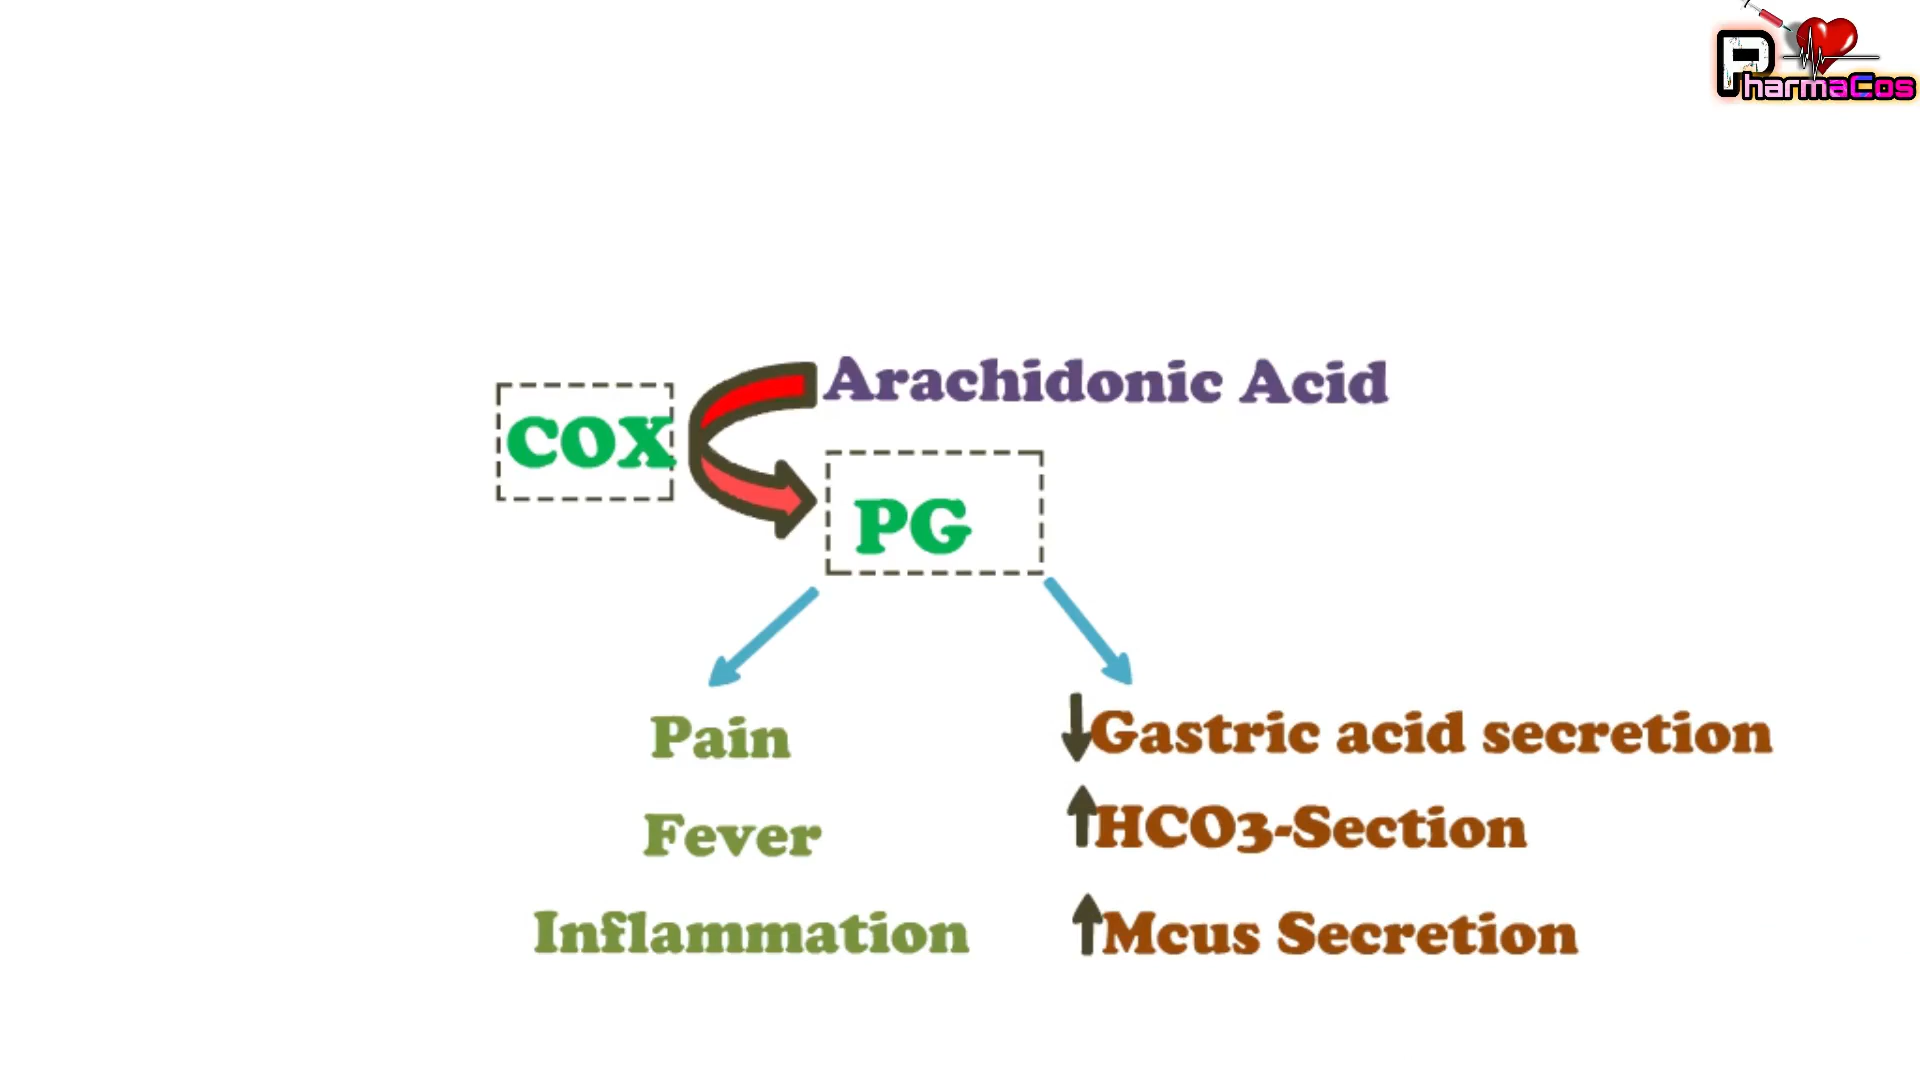 PharmaCos
Arachidonic Acid
COX
PG
Pain
Fever
Inflammation
↓Gastric acid secretion
↑HCO3-Section
↑Mcus Secretion